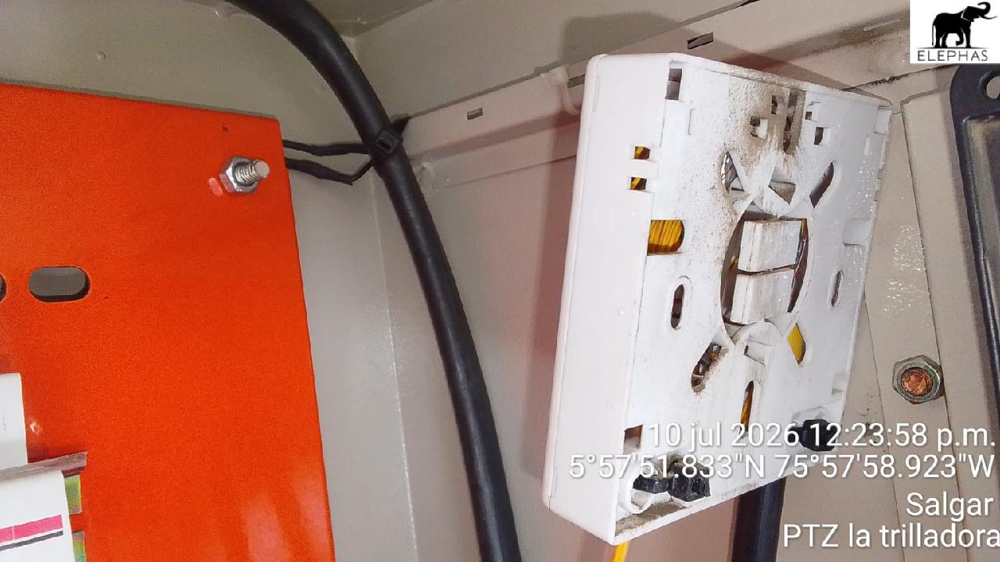 ELEPHAS
10 jul 2026 12:23:58 p.m.
5°57'51.833"N 75°57'58.923"W
Salgar
PTZ la trilladora